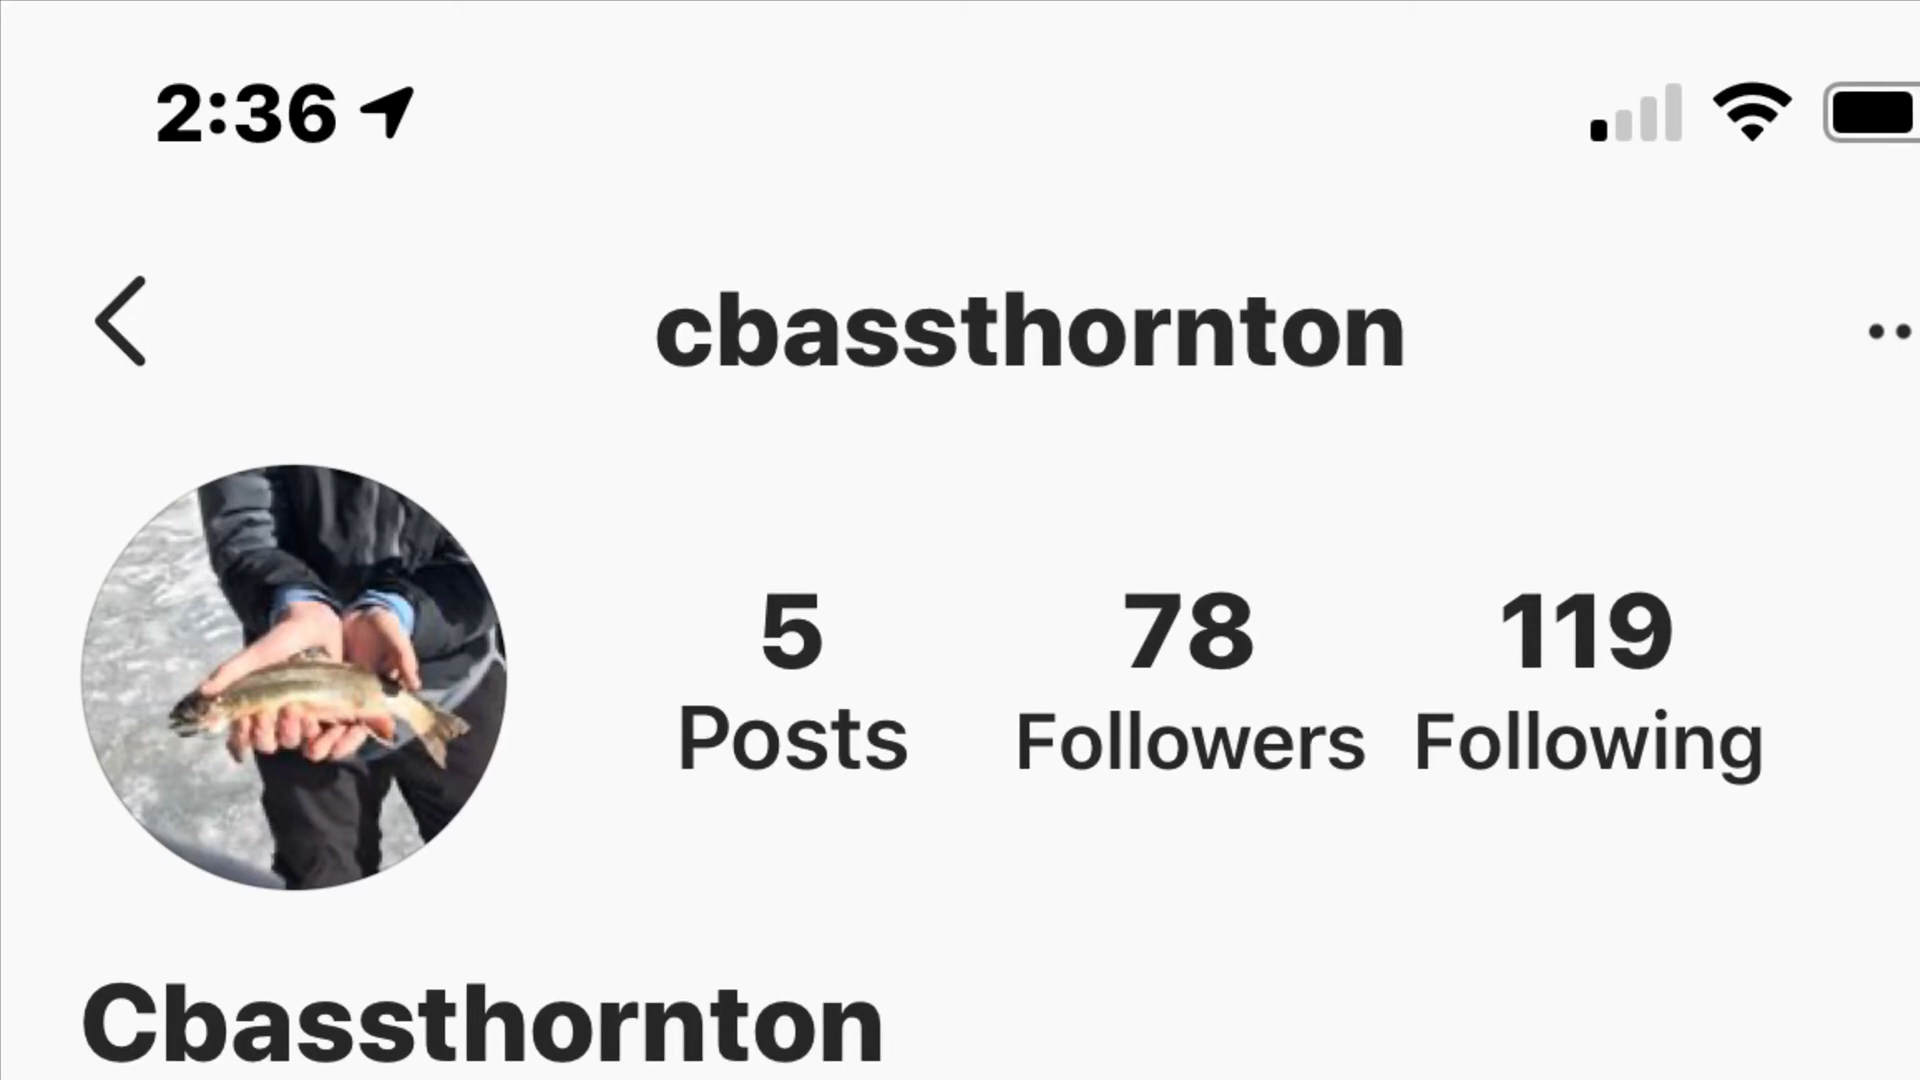 2:36
cbassthornton
5 78 119
Posts Followers Following
Cbassthornton